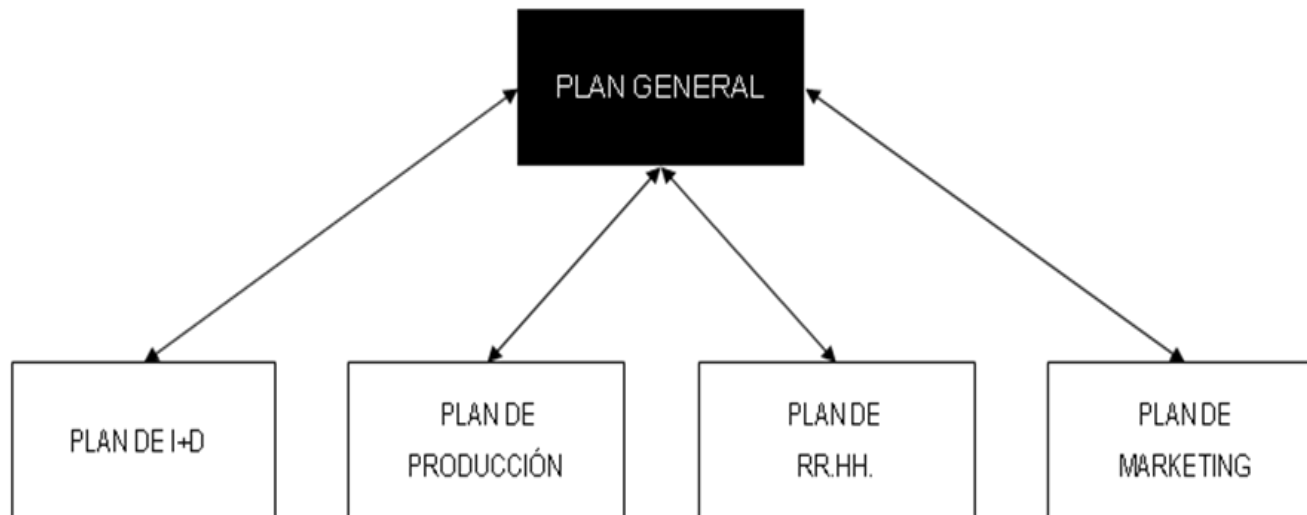 PLAN GENERAL
PLAN DE I+D
PLAN DE
PRODUCCIÓN
PLAN DE
RR.HH.
PLAN DE
MARKETING